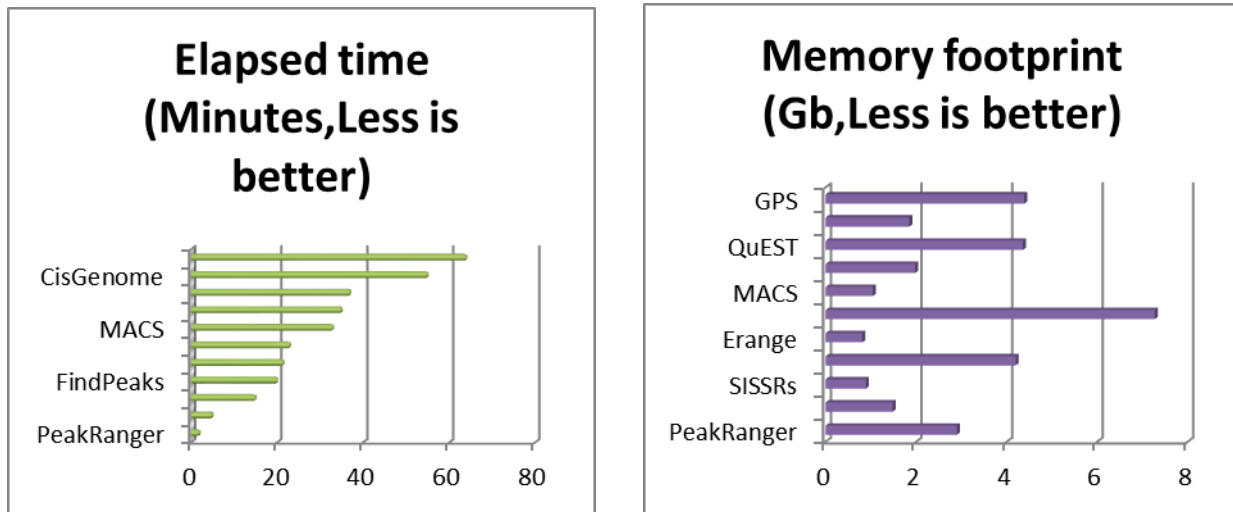 Elapsed time
(Minutes,Less is
better)
CisGenome
MACS
FindPeaks
PeakRanger
0 20 40 60 80
Memory footprint
(Gb,Less is better)
GPS
QuEST
MACS
Erange
SISSRs
PeakRanger
0 2 4 6 8